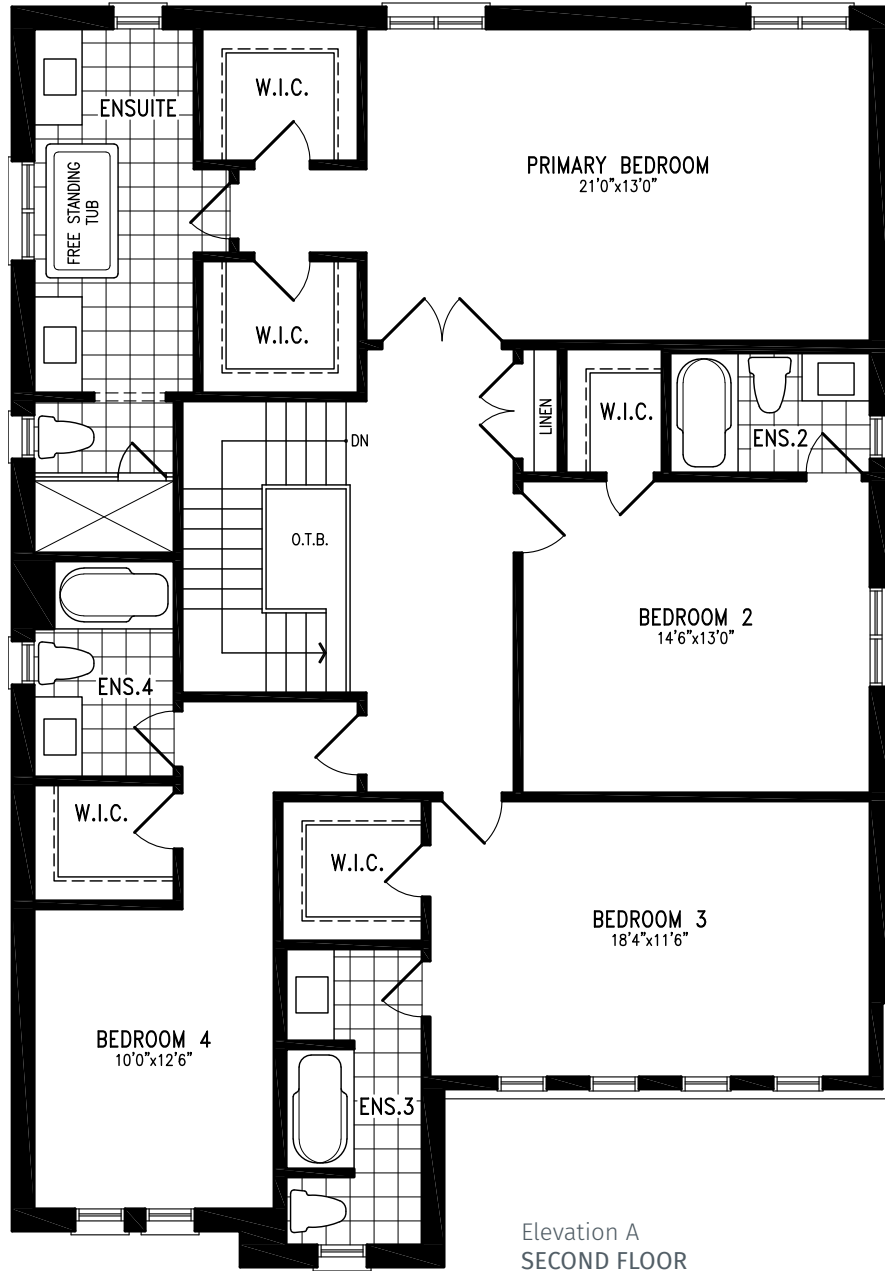 W.I.C.
ENSUITE
PRIMARY BEDROOM
21'0"x13'0"
FREE STANDING
TUB
W.I.C.
W.I.C.
LINEN
ENS.2
DN
O.T.B.
BEDROOM 2
14'6"x13'0"
ENS.4
W.I.C.
W.I.C.
BEDROOM 3
18'4"x11'6"
BEDROOM 4
10'0"x12'6"
ENS.3
Elevation A
SECOND FLOOR